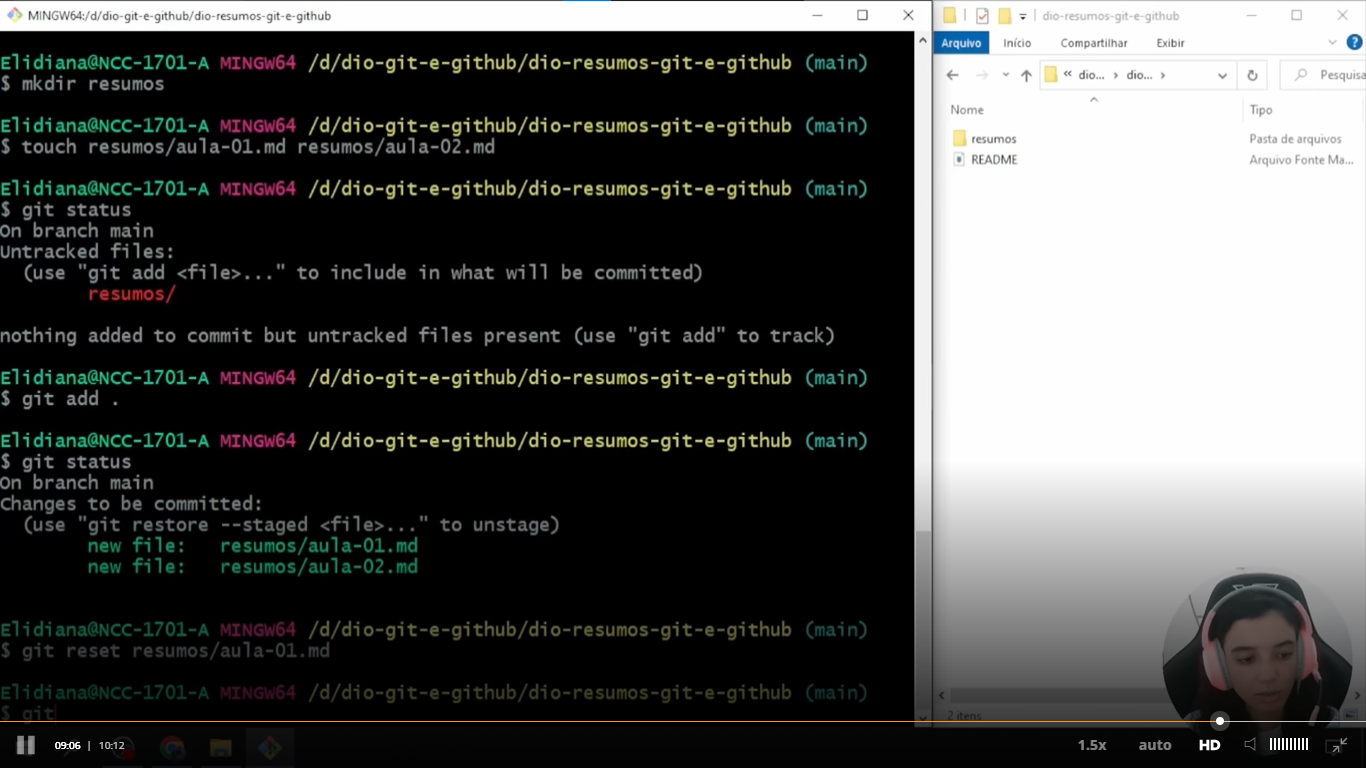 MINGW64:/d/dio-git-e-github/dio-resumos-git-e-github
Elidiana@NCC-1701-A MINGW64 /d/dio-git-e-github/dio-resumos-git-e-github (main)
$ mkdir resumos
Elidiana@NCC-1701-A MINGW64 /d/dio-git-e-github/dio-resumos-git-e-github (main)
$ touch resumos/aula-01.md resumos/aula-02.md
Elidiana@NCC-1701-A MINGW64 /d/dio-git-e-github/dio-resumos-git-e-github (main)
$ git status
On branch main
Untracked files:
(use "git add <file>..." to include in what will be committed)
resumos/
nothing added to commit but untracked files present (use "git add" to track)
Elidiana@NCC-1701-A MINGW64 /d/dio-git-e-github/dio-resumos-git-e-github (main)
$ git add .
Elidiana@NCC-1701-A MINGW64 /d/dio-git-e-github/dio-resumos-git-e-github (main)
$ git status
On branch main
Changes to be committed:
(use "git restore --staged <file>..." to unstage)
new file: resumos/aula-01.md
new file: resumos/aula-02.md
Elidiana@NCC-1701-A MINGW64 /d/dio-git-e-github/dio-resumos-git-e-github (main)
$ git reset resumos/aula-01.md
Elidiana@NCC-1701-A MINGW64 /d/dio-git-e-github/dio-resumos-git-e-github (main)
$ git
dio-resumos-git-e-github
Arquivo Início Compartilhar Exibir
« dio... › dio... › Pesquisa
Nome Tipo
resumos Pasta de arquivos
README Arquivo Fonte Ma...
2 itens
09:06 | 10:12 1.5x auto HD